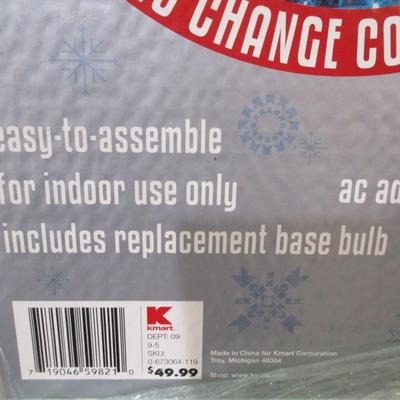 CHANGE CO
easy-to-assemble
for indoor use only
ac ad
includes replacement base bulb
Kmart
DEPT: 09
9-5
SKU:
0-673064-119
$49.99
7 19046 59821 0
Made in China for Kmart Corporation
Troy, Michigan 48084